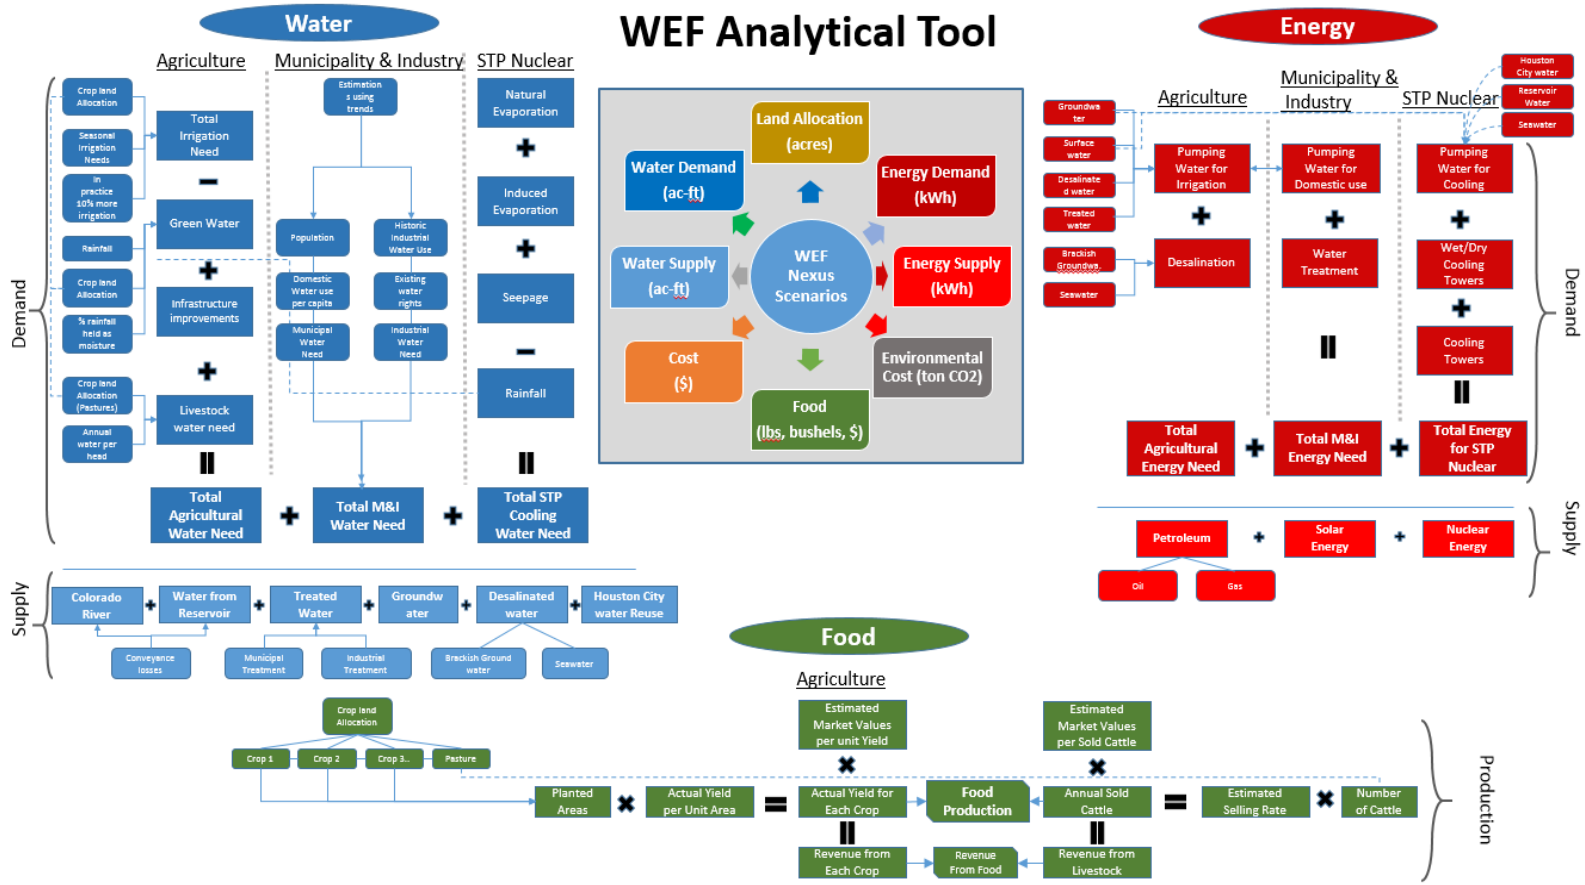 WEF Analytical Tool
Water
Agriculture
Municipality & Industry
STP Nuclear
Demand
Crop land
Allocation
Seasonal
Irrigation
Needs
In
practice
10% more
irrigation
Rainfall
Crop land
Allocation
% rainfall
held as
moisture
Crop land
Allocation
(Pastures)
Annual
water per
head
Total
Irrigation
Need
Green Water
Infrastructure
improvements
Livestock
water need
Total
Agricultural
Water Need
Estimation
s using
trends
Population
Domestic
Water use
per capita
Municipal
Water
Need
Historic
Industrial
Water Use
Existing
water
rights
Industrial
Water
Need
Total M&I
Water Need
Natural
Evaporation
Induced
Evaporation
Seepage
Rainfall
Total STP
Cooling
Water Need
Supply
Colorado
River
Water from
Reservoir
Treated
Water
Groundw
ater
Desalinated
water
Houston City
water Reuse
Conveyance
losses
Municipal
Treatment
Industrial
Treatment
Brackish Ground
water
Seawater
Land Allocation
(acres)
Water Demand
(ac-ft)
Energy Demand
(kWh)
Water Supply
(ac-ft)
WEF
Nexus
Scenarios
Energy Supply
(kWh)
Cost
($)
Environmental
Cost (ton CO2)
Food
(lbs, bushels, $)
Energy
Agriculture
Municipality &
Industry
STP Nuclear
Houston
City water
Reservoir
Water
Seawater
Groundwa
ter
Surface
water
Desalinate
d water
Treated
water
Brackish
Groundwa.
Seawater
Pumping
Water for
Irrigation
Desalination
Total
Agricultural
Energy Need
Pumping
Water for
Domestic use
Water
Treatment
Total M&I
Energy Need
Pumping
Water for
Cooling
Wet/Dry
Cooling
Towers
Cooling
Towers
Total Energy
for STP
Nuclear
Demand
Supply
Petroleum
Solar
Energy
Nuclear
Energy
Oil
Gas
Food
Agriculture
Crop land
Allocation
Crop 1
Crop 2
Crop 3..
Pasture
Planted
Areas
Actual Yield
per Unit Area
Estimated
Market Values
per unit Yield
Actual Yield for
Each Crop
Revenue from
Each Crop
Food
Production
Revenue
From Food
Estimated
Market Values
per Sold Cattle
Annual Sold
Cattle
Revenue from
Livestock
Estimated
Selling Rate
Number
of Cattle
Production